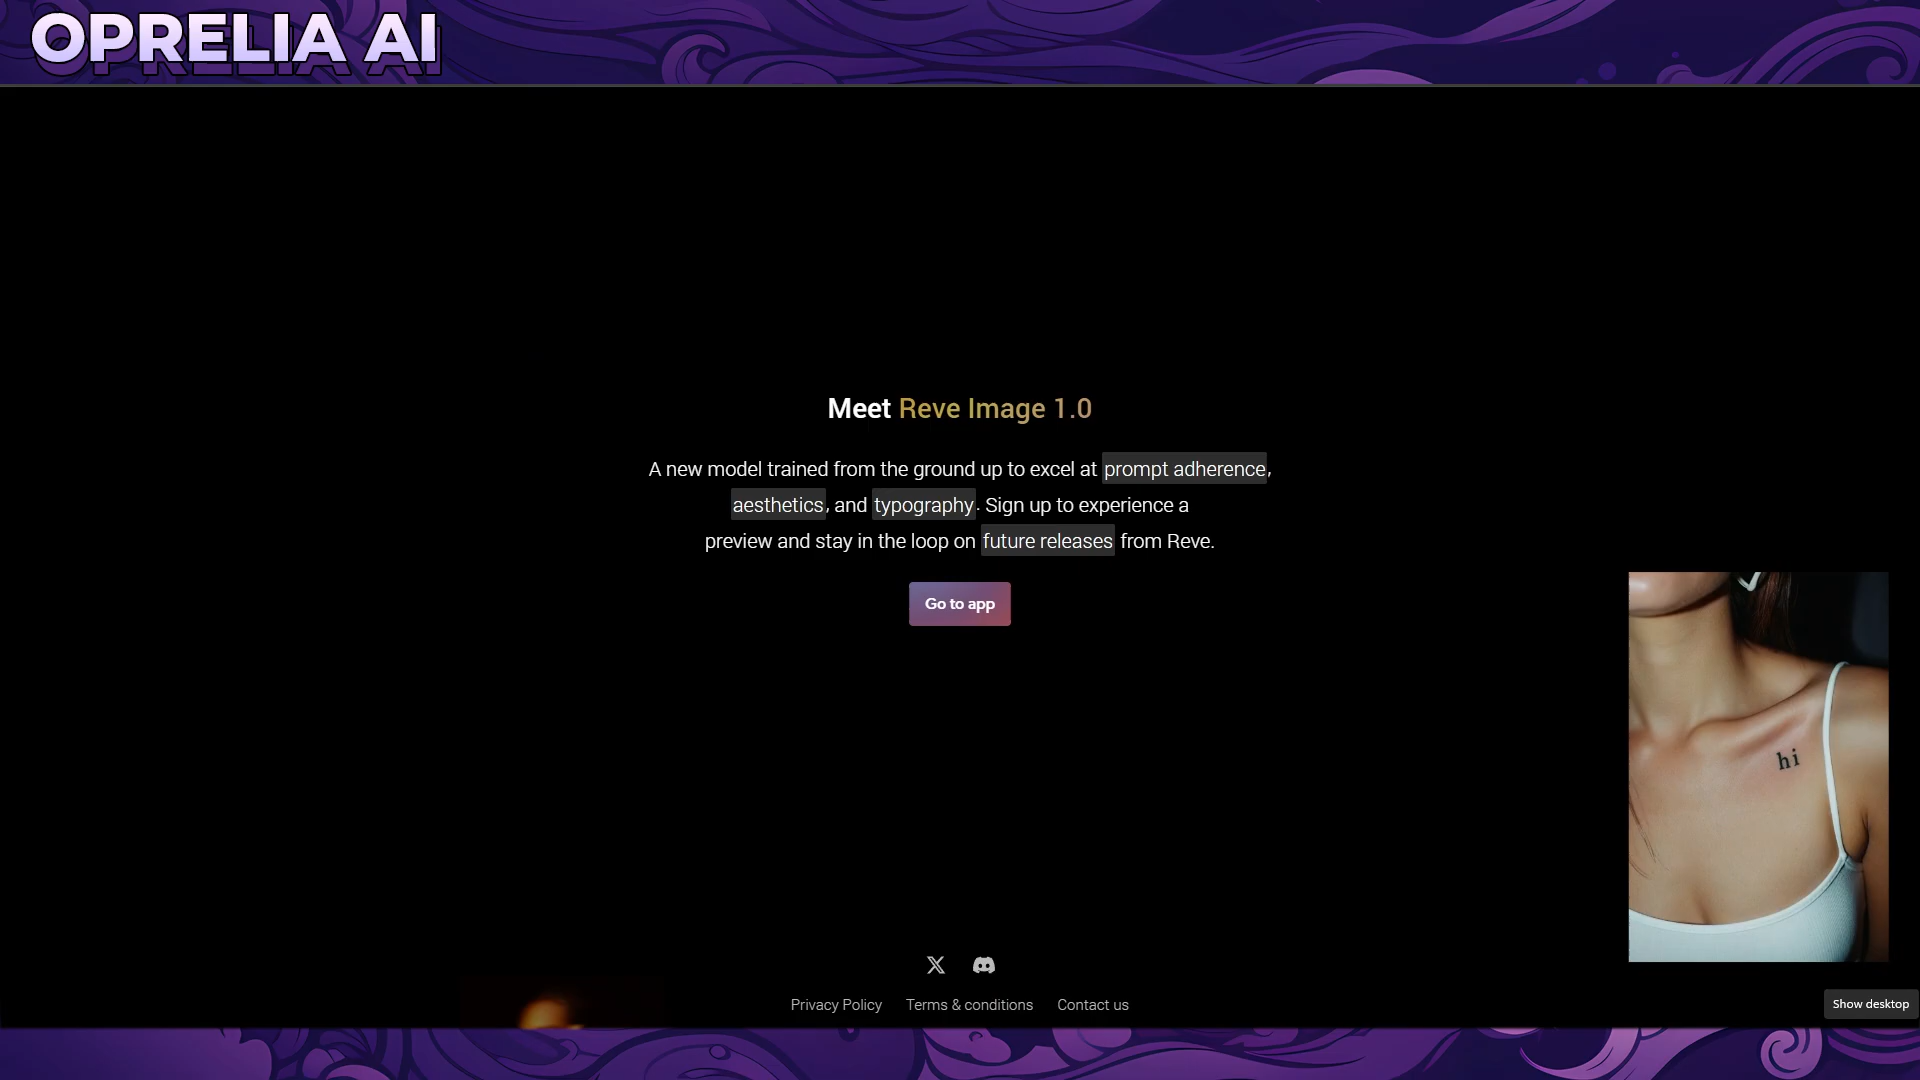 OPRELIA AI
Meet Reve Image 1.0
A new model trained from the ground up to excel at prompt adherence,
aesthetics, and typography. Sign up to experience a
preview and stay in the loop on future releases from Reve.
Go to app
hi
Privacy Policy Terms & conditions Contact us
Show desktop